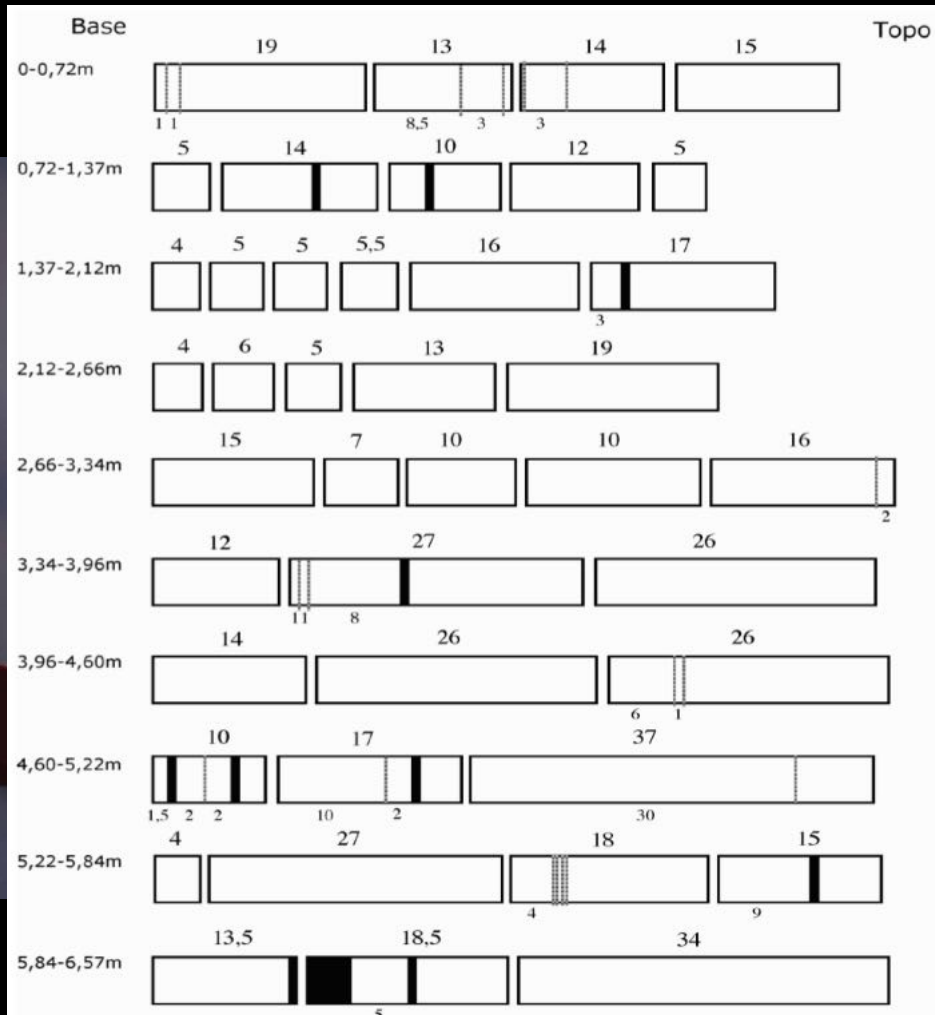 Base Topo
19 13 14 15
0-0,72m
1 1 8,5 3 3
5 14 10 12 5
0,72-1,37m
4 5 5 5,5 16 17
1,37-2,12m
3
4 6 5 13 19
2,12-2,66m
15 7 10 10 16
2,66-3,34m
2
12 27 26
3,34-3,96m
1 1 8
14 26 26
3,96-4,60m
6 1
10 17 37
4,60-5,22m
1,5 2 2 10 2 30
4 27 18 15
5,22-5,84m
4 9
13,5 18,5 34
5,84-6,57m
5